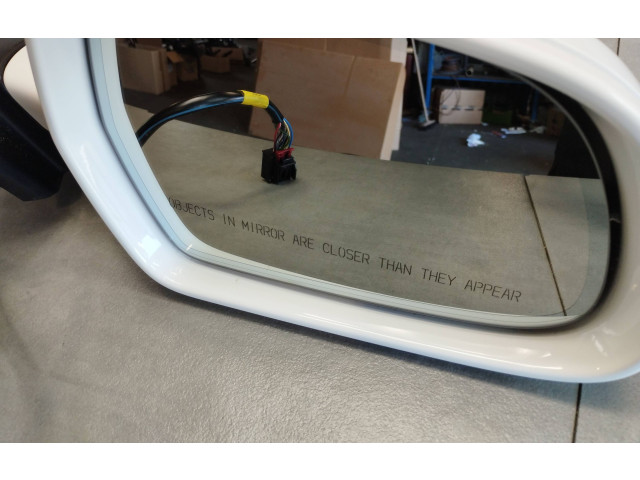 OBJECTS IN MIRROR ARE CLOSER THAN THEY APPEAR